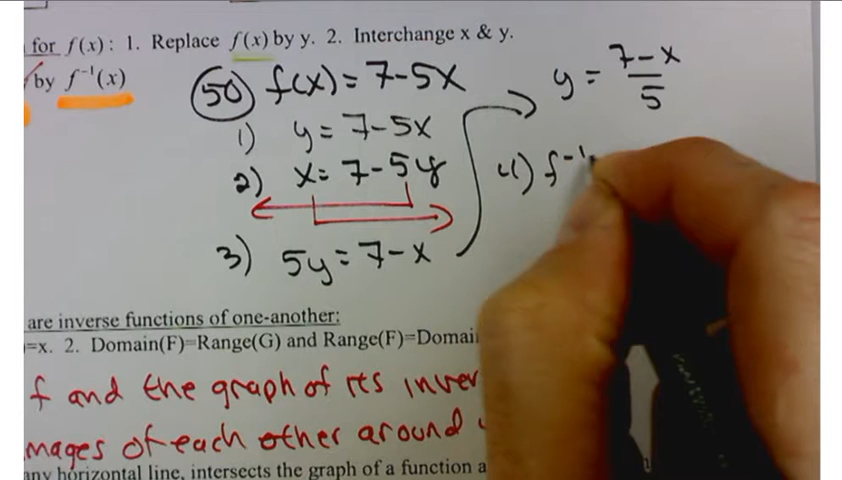 for f(x): 1. Replace f(x) by y. 2. Interchange x & y.
by f⁻¹(x)
50 f(x) = 7-5x
1) y = 7-5x
2) x = 7-5y
3) 5y = 7-x
y = (7-x)/5
4) f⁻¹
are inverse functions of one-another:
=x. 2. Domain(F)=Range(G) and Range(F)=Domai
f and the graph of its inver
mages of each other around
any horizontal line, intersects the graph of a function a